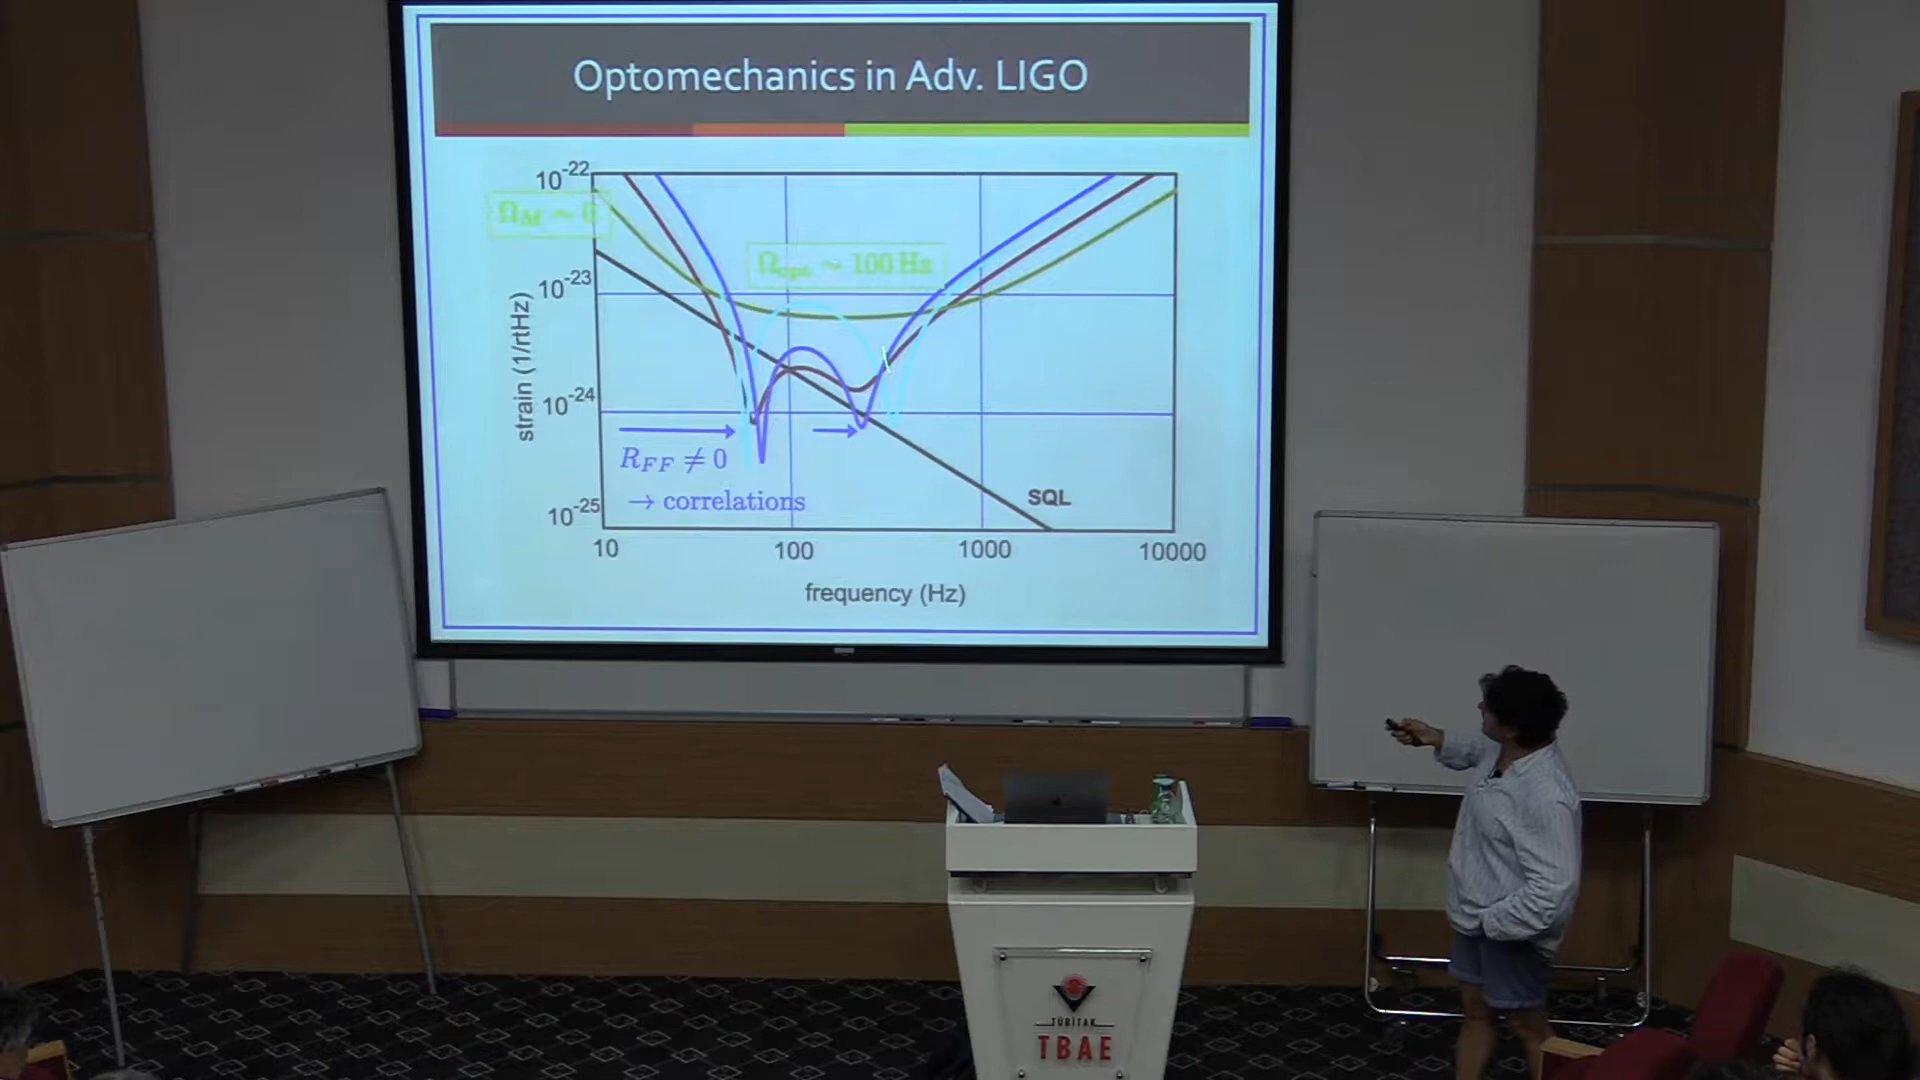 Optomechanics in Adv. LIGO
10⁻²²
Ω_M ∼ 0
Ω_opt ∼ 100 Hz
10⁻²³
strain (1/rtHz)
10⁻²⁴
R_FF ≠ 0
→ correlations
SQL
10⁻²⁵
10 100 1000 10000
frequency (Hz)
TÜBİTAK
TBAE